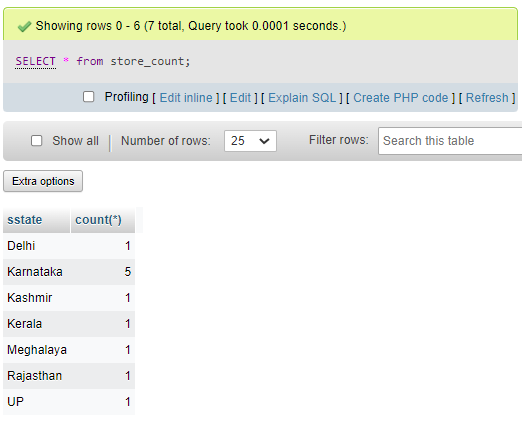 Showing rows 0 - 6 (7 total, Query took 0.0001 seconds.)
SELECT * from store_count;
Profiling [ Edit inline ] [ Edit ] [ Explain SQL ] [ Create PHP code ] [ Refresh ]
Show all Number of rows: 25 Filter rows: Search this table
Extra options
sstate count(*)
Delhi 1
Karnataka 5
Kashmir 1
Kerala 1
Meghalaya 1
Rajasthan 1
UP 1